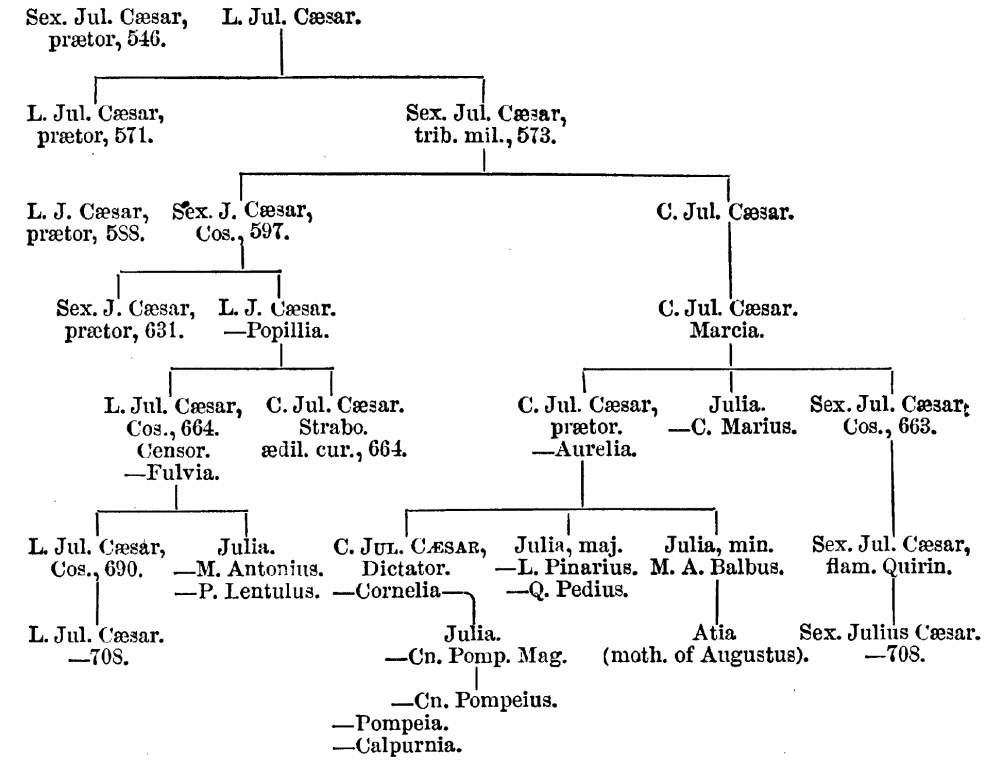 Sex. Jul. Cæsar, L. Jul. Cæsar.
prætor, 546.
L. Jul. Cæsar, Sex. Jul. Cæsar,
prætor, 571. trib. mil., 573.
L. J. Cæsar, Sex. J. Cæsar, C. Jul. Cæsar.
prætor, 588. Cos., 597.
Sex. J. Cæsar, L. J. Cæsar. C. Jul. Cæsar.
prætor, 631. —Popillia. Marcia.
L. Jul. Cæsar, C. Jul. Cæsar. C. Jul. Cæsar, Julia. Sex. Jul. Cæsar,
Cos., 664. Strabo. prætor. —C. Marius. Cos., 663.
Censor. ædil. cur., 664. —Aurelia.
—Fulvia.
L. Jul. Cæsar, Julia. C. JUL. CÆSAR, Julia, maj. Julia, min. Sex. Jul. Cæsar,
Cos., 690. —M. Antonius. Dictator. —L. Pinarius. M. A. Balbus. flam. Quirin.
—P. Lentulus. —Cornelia— —Q. Pedius.
L. Jul. Cæsar. Julia. Atia Sex. Julius Cæsar.
—708. —Cn. Pomp. Mag. (moth. of Augustus). —708.
—Cn. Pompeius.
—Pompeia.
—Calpurnia.